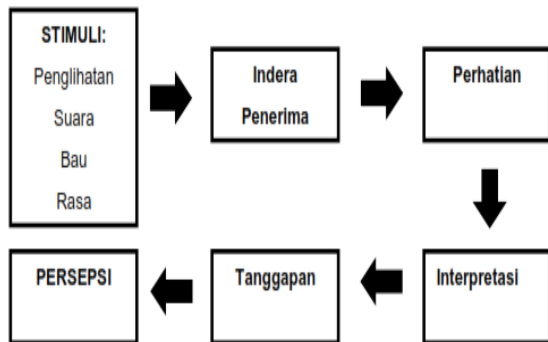 STIMULI:
Penglihatan
Suara
Bau
Rasa
Indera
Penerima
Perhatian
Interpretasi
Tanggapan
PERSEPSI